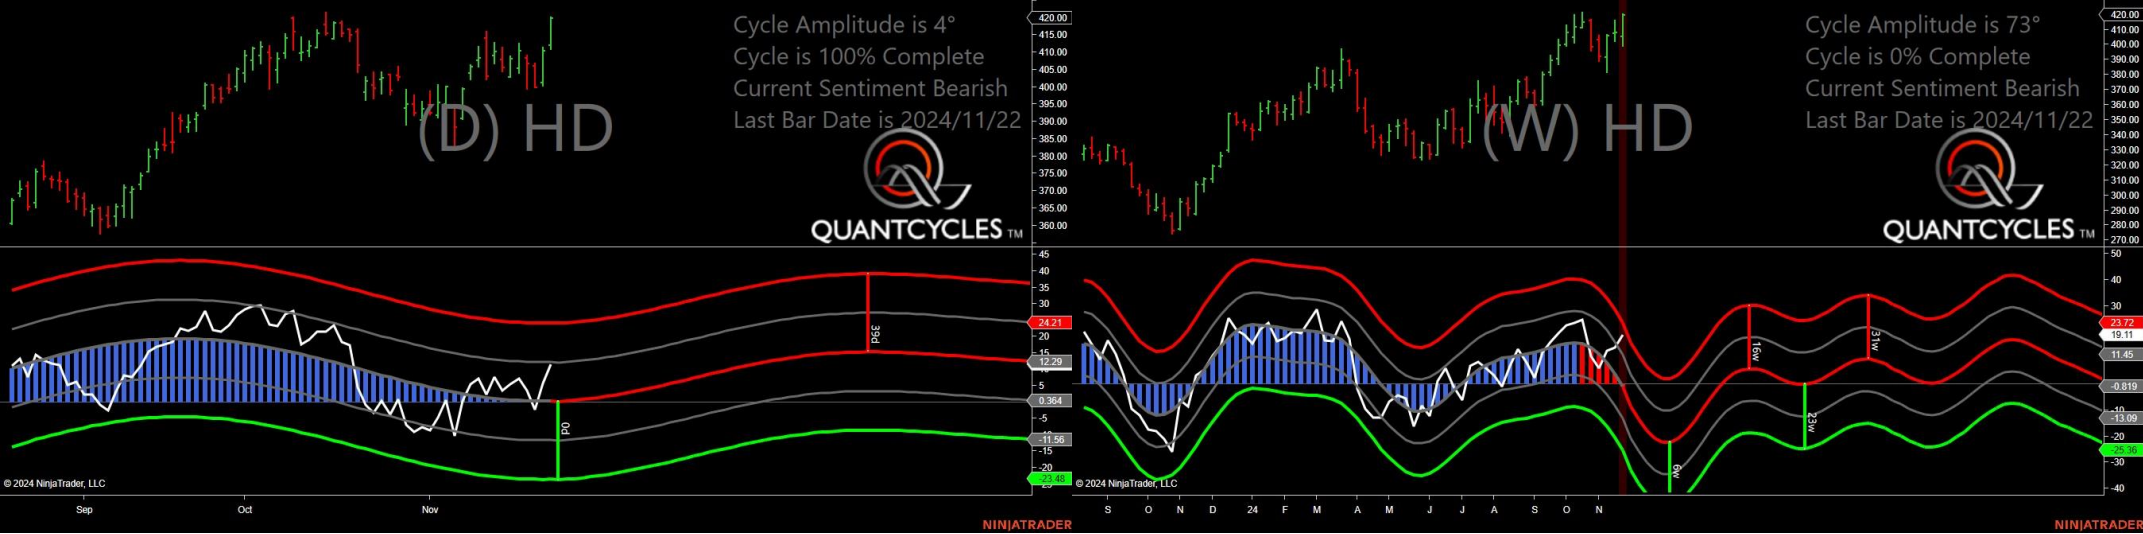 Cycle Amplitude is 4°
Cycle is 100% Complete
Current Sentiment Bearish
Last Bar Date is 2024/11/22
(D) HD
QUANTCYCLES TM
420.00
415.00
410.00
405.00
400.00
395.00
390.00
385.00
380.00
375.00
370.00
365.00
360.00
45
40
35
30
24.21
20
15
12.29
5
0.364
-5
-11.56
-15
-20
-23.48
39d
0d
© 2024 NinjaTrader, LLC
Sep
Oct
Nov
NINJATRADER
Cycle Amplitude is 73°
Cycle is 0% Complete
Current Sentiment Bearish
Last Bar Date is 2024/11/22
(W) HD
QUANTCYCLES TM
420.00
410.00
400.00
390.00
380.00
370.00
360.00
350.00
340.00
330.00
320.00
310.00
300.00
290.00
280.00
270.00
50
40
30
23.72
19.11
11.45
-0.819
-10
-13.09
-20
-25.36
-30
-40
16w
31w
23w
6w
© 2024 NinjaTrader, LLC
S
O
N
D
24
F
M
A
M
J
J
A
S
O
N
NINJATRADER